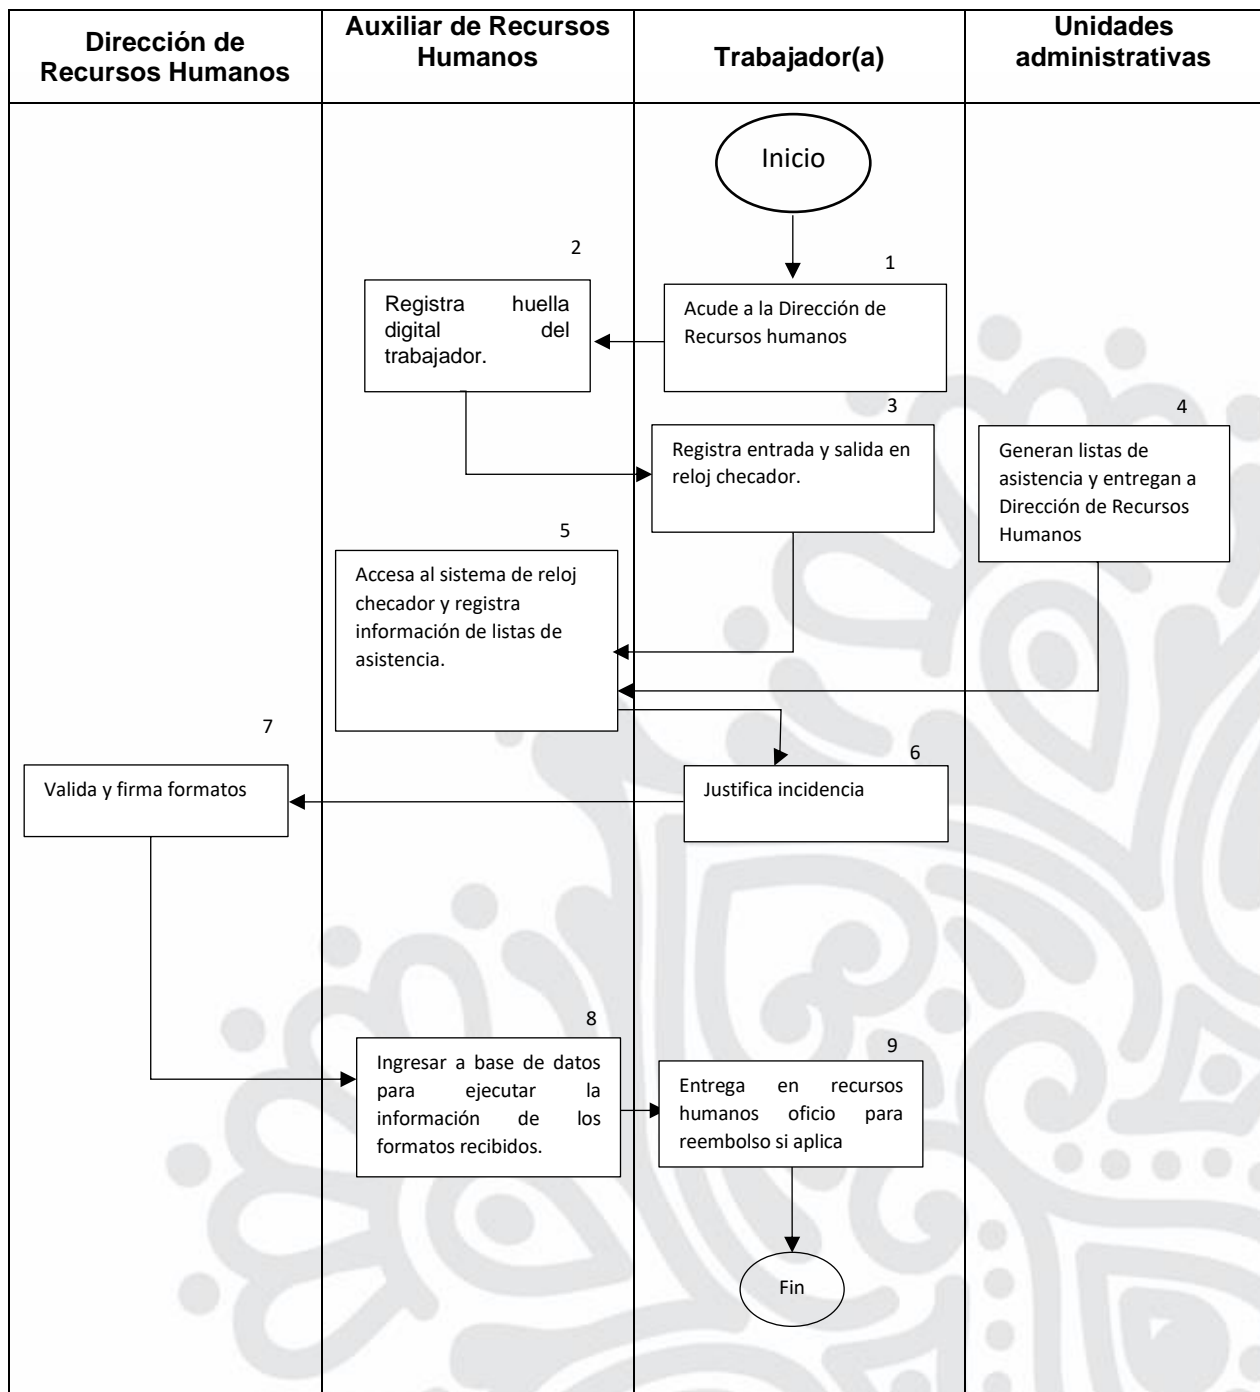 Dirección de
Recursos Humanos
Auxiliar de Recursos
Humanos
Trabajador(a)
Unidades
administrativas
Inicio
1
Acude a la Dirección de
Recursos humanos
2
Registra huella
digital del
trabajador.
3
Registra entrada y salida en
reloj checador.
4
Generan listas de
asistencia y entregan a
Dirección de Recursos
Humanos
5
Accesa al sistema de reloj
checador y registra
información de listas de
asistencia.
6
Justifica incidencia
7
Valida y firma formatos
8
Ingresar a base de datos
para ejecutar la
información de los
formatos recibidos.
9
Entrega en recursos
humanos oficio para
reembolso si aplica
Fin